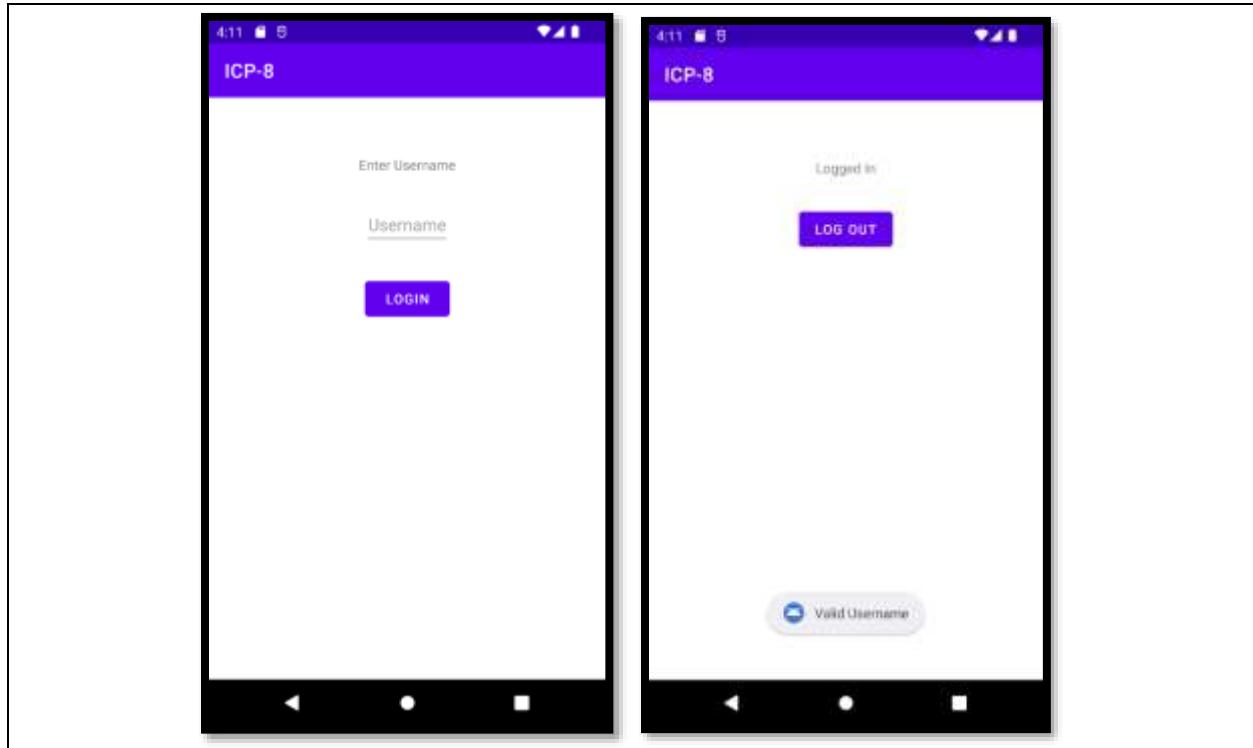 4:11
ICP-8
Enter Username
Username
LOGIN
4:11
ICP-8
Logged In
LOG OUT
Valid Username